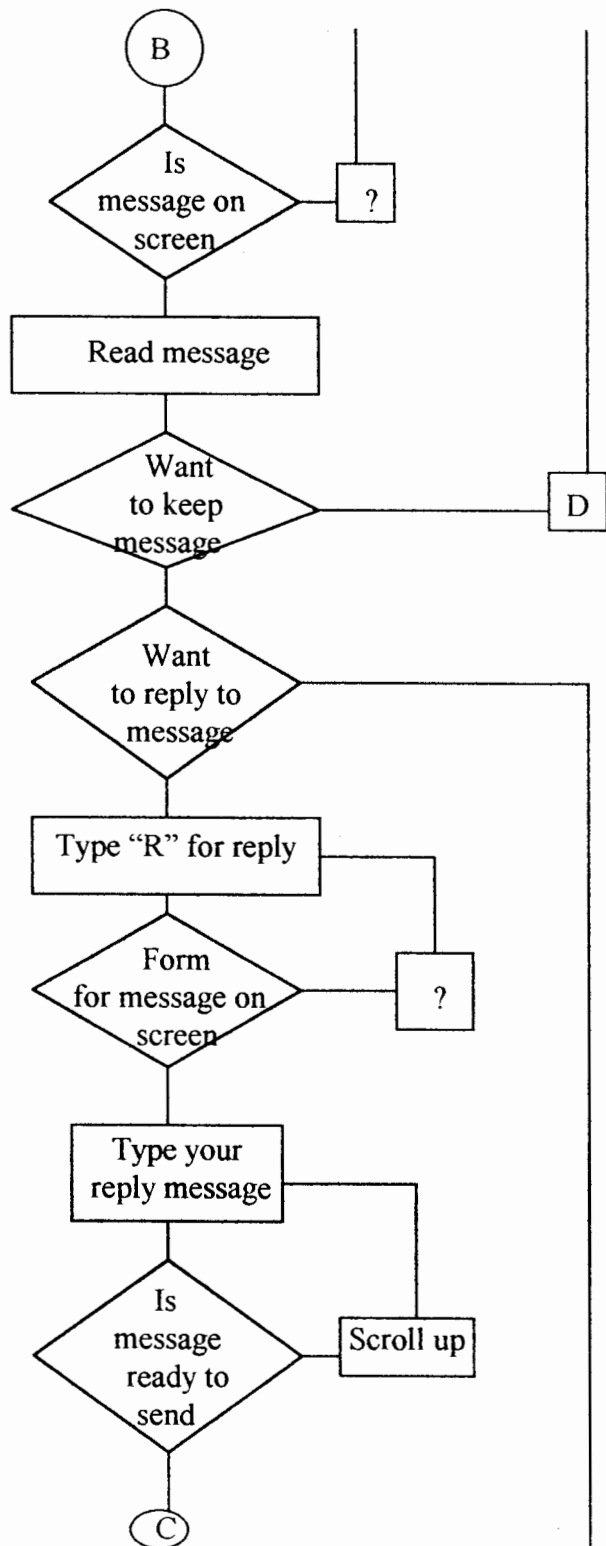 B
Is
message on
screen
?
Read message
Want
to keep
message
D
Want
to reply to
message
Type “R” for reply
Form
for message on
screen
?
Type your
reply message
Is
message
ready to
send
Scroll up
C